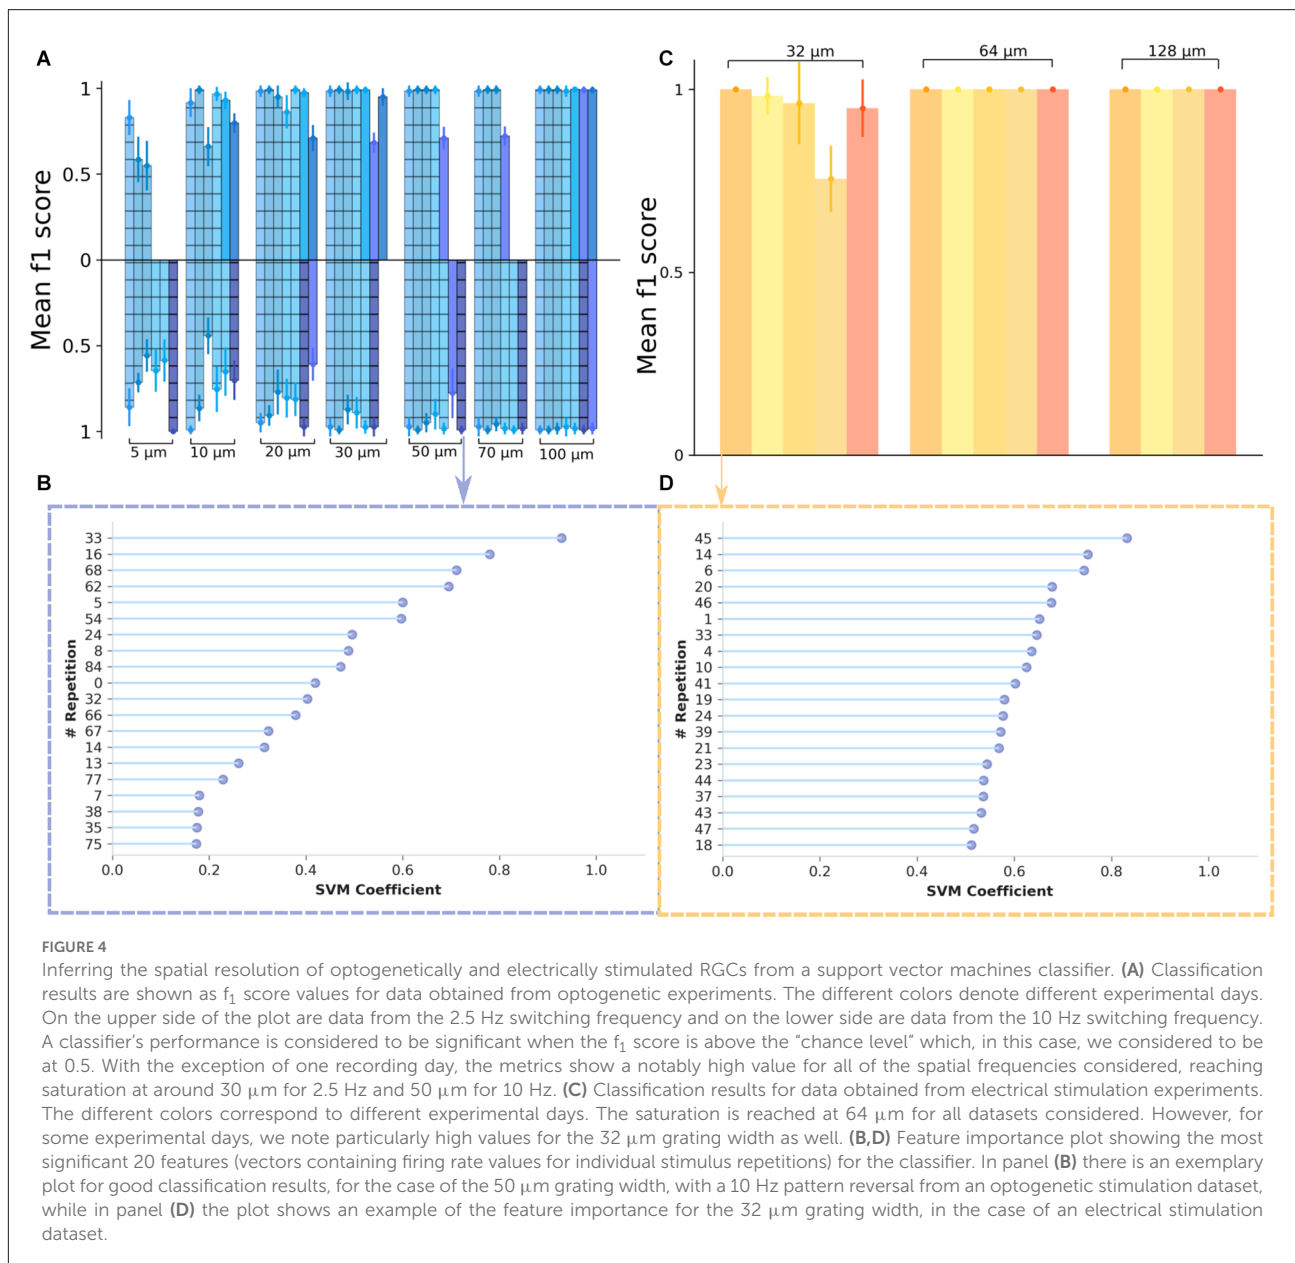 A
Mean f1 score
1
0.5
0
0.5
1
5 μm
10 μm
20 μm
30 μm
50 μm
70 μm
100 μm
C
32 μm
64 μm
128 μm
Mean f1 score
1
0.5
0
B
# Repetition
33
16
68
62
5
54
24
8
84
0
32
66
67
14
13
77
7
38
35
75
0.0 0.2 0.4 0.6 0.8 1.0
SVM Coefficient
D
# Repetition
45
14
6
20
46
1
33
4
10
41
19
24
39
21
23
44
37
43
47
18
0.0 0.2 0.4 0.6 0.8 1.0
SVM Coefficient
FIGURE 4
Inferring the spatial resolution of optogenetically and electrically stimulated RGCs from a support vector machines classifier. (A) Classification
results are shown as f₁ score values for data obtained from optogenetic experiments. The different colors denote different experimental days.
On the upper side of the plot are data from the 2.5 Hz switching frequency and on the lower side are data from the 10 Hz switching frequency.
A classifier's performance is considered to be significant when the f₁ score is above the "chance level" which, in this case, we considered to be
at 0.5. With the exception of one recording day, the metrics show a notably high value for all of the spatial frequencies considered, reaching
saturation at around 30 μm for 2.5 Hz and 50 μm for 10 Hz. (C) Classification results for data obtained from electrical stimulation experiments.
The different colors correspond to different experimental days. The saturation is reached at 64 μm for all datasets considered. However, for
some experimental days, we note particularly high values for the 32 μm grating width as well. (B,D) Feature importance plot showing the most
significant 20 features (vectors containing firing rate values for individual stimulus repetitions) for the classifier. In panel (B) there is an exemplary
plot for good classification results, for the case of the 50 μm grating width, with a 10 Hz pattern reversal from an optogenetic stimulation dataset,
while in panel (D) the plot shows an example of the feature importance for the 32 μm grating width, in the case of an electrical stimulation
dataset.